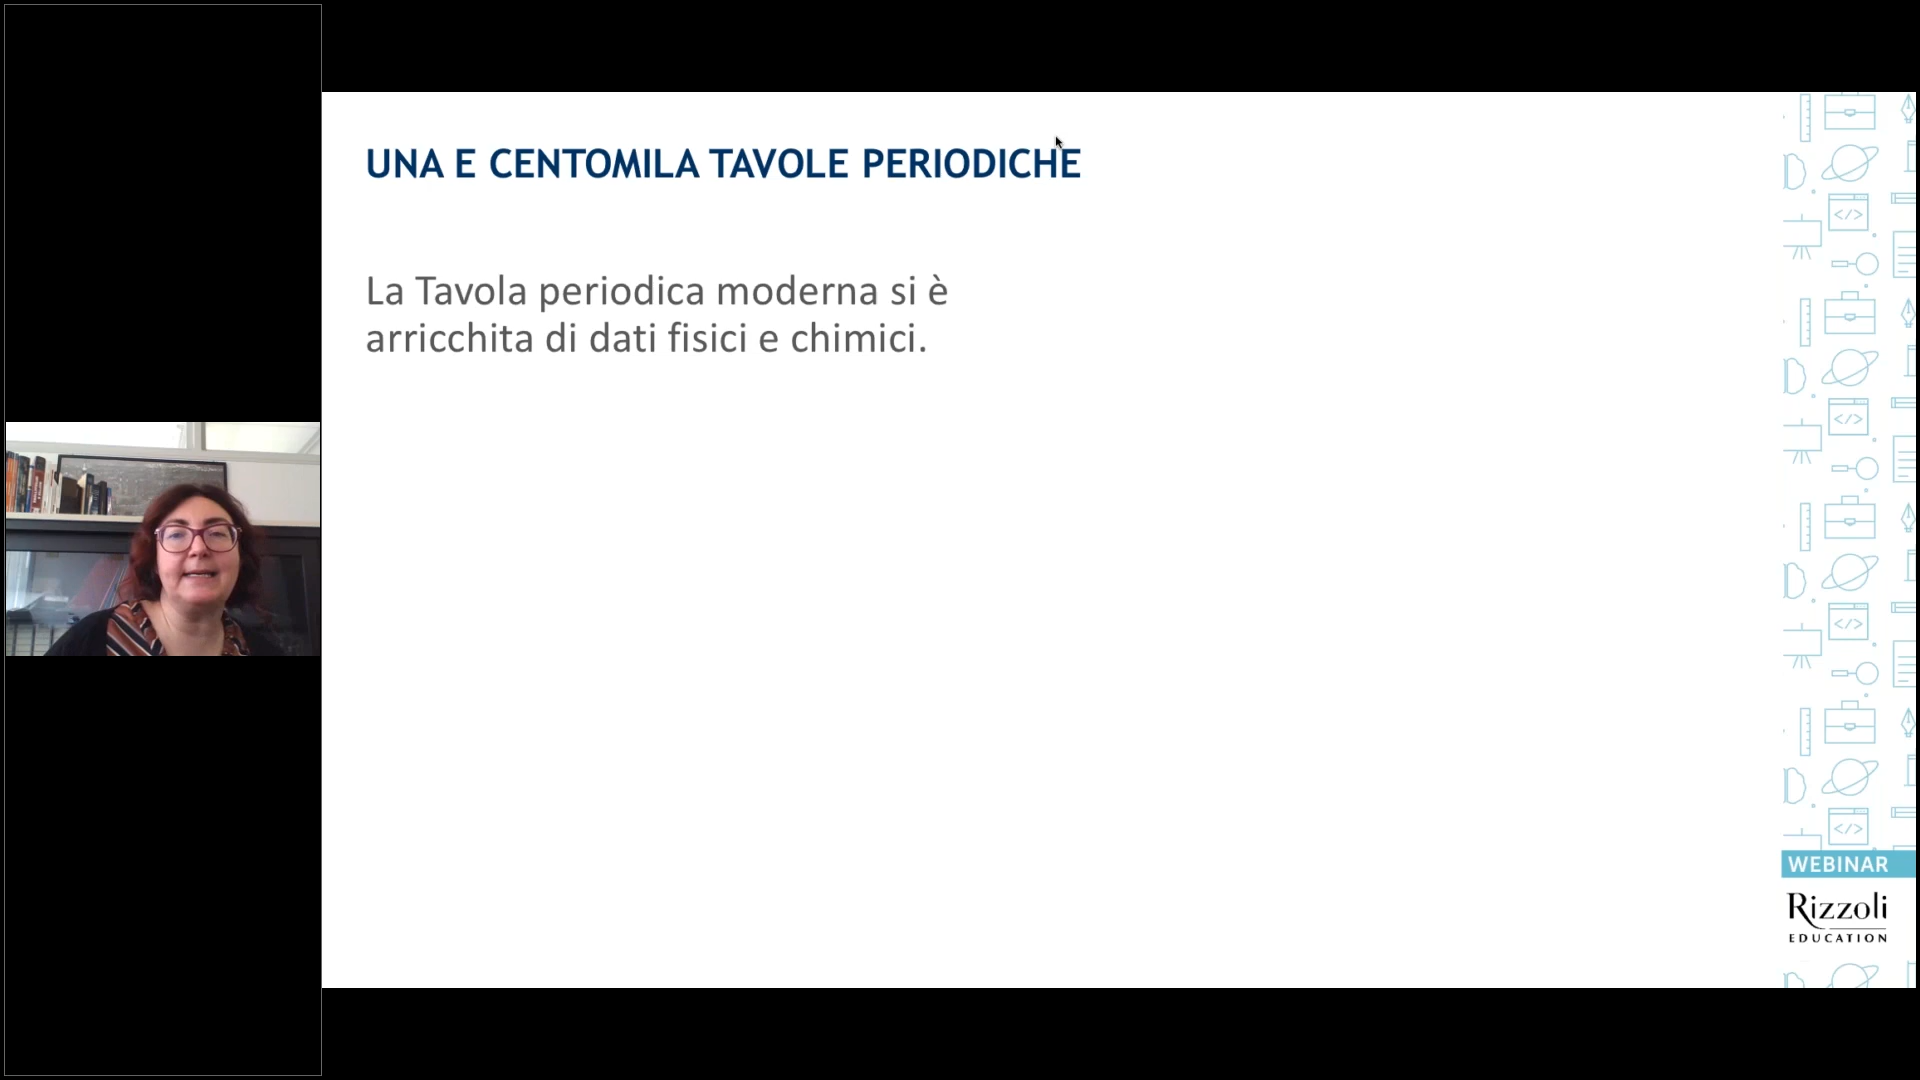 UNA E CENTOMILA TAVOLE PERIODICHE
La Tavola periodica moderna si è
arricchita di dati fisici e chimici.
</>
</>
</>
</>
WEBINAR
Rizzoli
EDUCATION